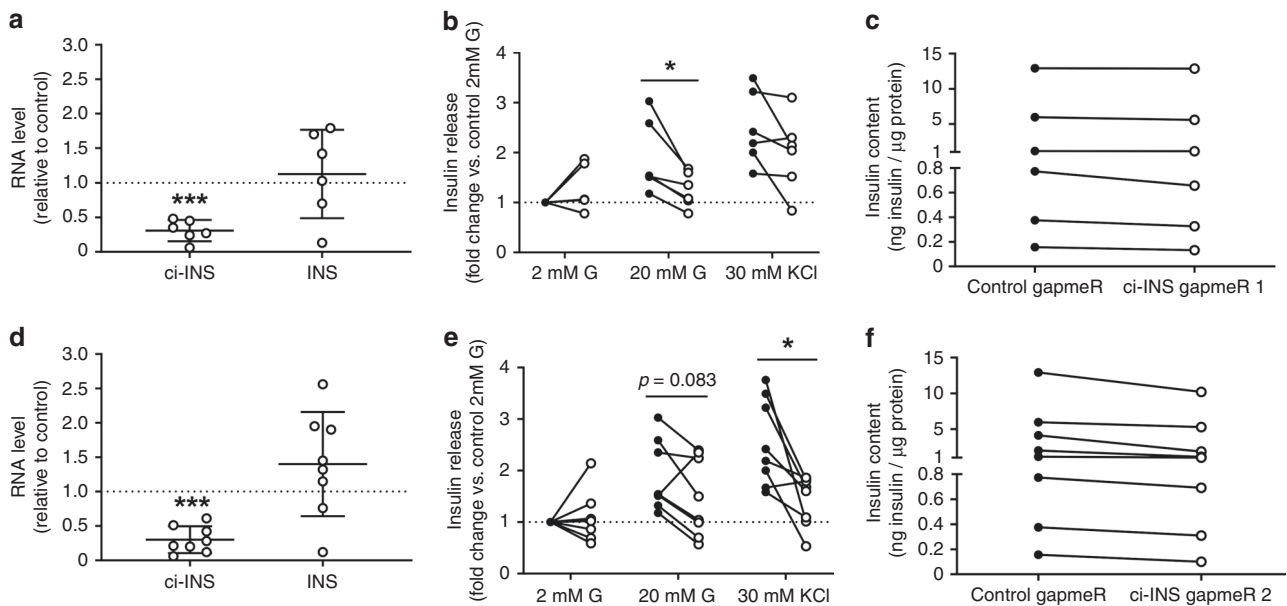 a
RNA level
(relative to control)
3.0
2.5
2.0
1.5
1.0
0.5
0
***
ci-INS
INS
b
Insulin release
(fold change vs. control 2mM G)
4
3
2
1
0
*
2 mM G
20 mM G
30 mM KCl
c
Insulin content
(ng insulin / µg protein)
15
10
5
1
0.8
0.6
0.4
0.2
0
Control gapmeR
ci-INS gapmeR 1
d
RNA level
(relative to control)
3.0
2.5
2.0
1.5
1.0
0.5
0
***
ci-INS
INS
e
Insulin release
(fold change vs. control 2mM G)
4
3
2
1
0
p = 0.083
*
2 mM G
20 mM G
30 mM KCl
f
Insulin content
(ng insulin / µg protein)
15
10
5
1
0.8
0.6
0.4
0.2
0
Control gapmeR
ci-INS gapmeR 2